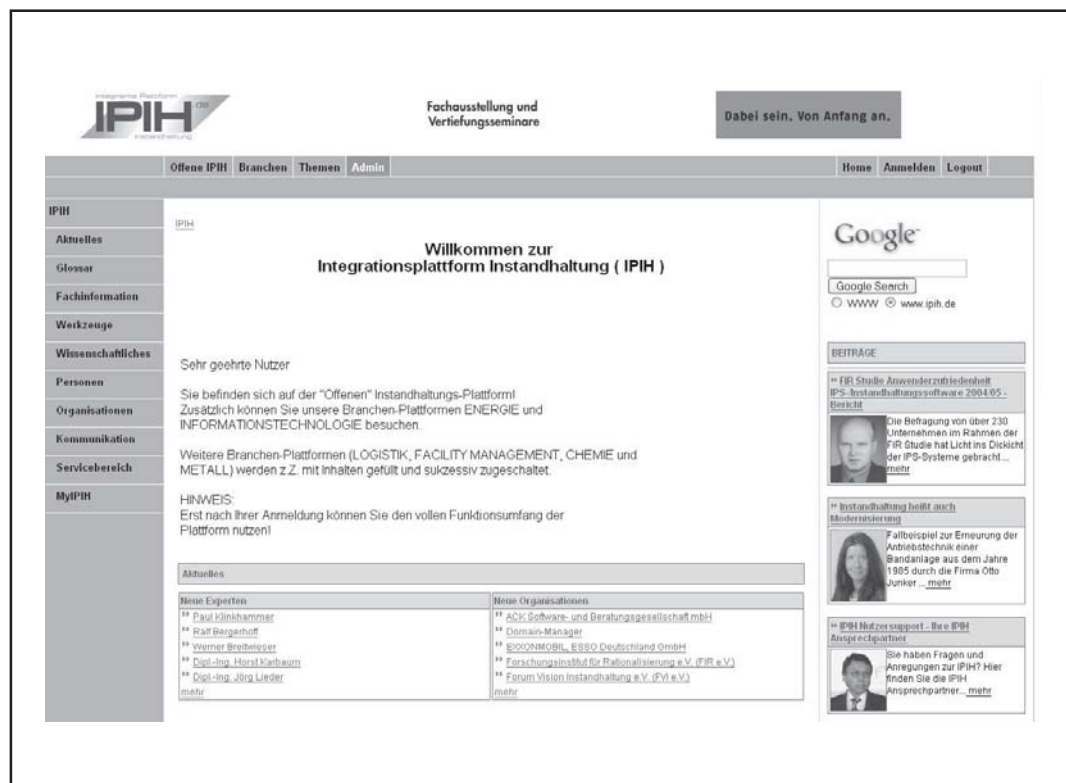 Integrierte Plattform
IPIH.de
Instandhaltung
Fachausstellung und
Vertiefungsseminare
Dabei sein. Von Anfang an.
Offene IPIH Branchen Themen Admin
Home Anmelden Logout
IPIH
Aktuelles
Glossar
Fachinformation
Werkzeuge
Wissenschaftliches
Personen
Organisationen
Kommunikation
Servicebereich
MyIPIH
IPIH
Willkommen zur
Integrationsplattform Instandhaltung ( IPIH )
Sehr geehrte Nutzer
Sie befinden sich auf der "Offenen" Instandhaltungs-Plattform!
Zusätzlich können Sie unsere Branchen-Plattformen ENERGIE und
INFORMATIONSTECHNOLOGIE besuchen.
Weitere Branchen-Plattformen (LOGISTIK, FACILITY MANAGEMENT, CHEMIE und
METALL) werden z.Z. mit Inhalten gefüllt und sukzessiv zugeschaltet.
HINWEIS:
Erst nach Ihrer Anmeldung können Sie den vollen Funktionsumfang der
Plattform nutzen!
Aktuelles
Neue Experten
Paul Klinkhammer
Ralf Bergerhoff
Werner Breitwieser
Dipl.-Ing. Horst Karbaum
Dipl.-Ing. Jörg Lieder
mehr
Neue Organisationen
ACK Software- und Beratungsgesellschaft mbH
Domain-Manager
EXXONMOBIL, ESSO Deutschland GmbH
Forschungsinstitut für Rationalisierung e.V. (FIR e.V.)
Forum Vision Instandhaltung e.V. (FVI e.V.)
mehr
Google
Google Search
WWW www.ipih.de
BEITRÄGE
FIR Studie Anwenderzufriedenheit
IPS-Instandhaltungssoftware 2004/05 -
Bericht
Die Befragung von über 230
Unternehmen im Rahmen der
FIR Studie hat Licht ins Dickicht
der IPS-Systeme gebracht ...
mehr
Instandhaltung heißt auch
Modernisierung
Fallbeispiel zur Erneurung der
Antriebstechnik einer
Bandanlage aus dem Jahre
1985 durch die Firma Otto
Junker ... mehr
IPIH Nutzersupport - Ihre IPIH
Ansprechpartner
Sie haben Fragen und
Anregungen zur IPIH? Hier
finden Sie die IPIH
Ansprechpartner... mehr